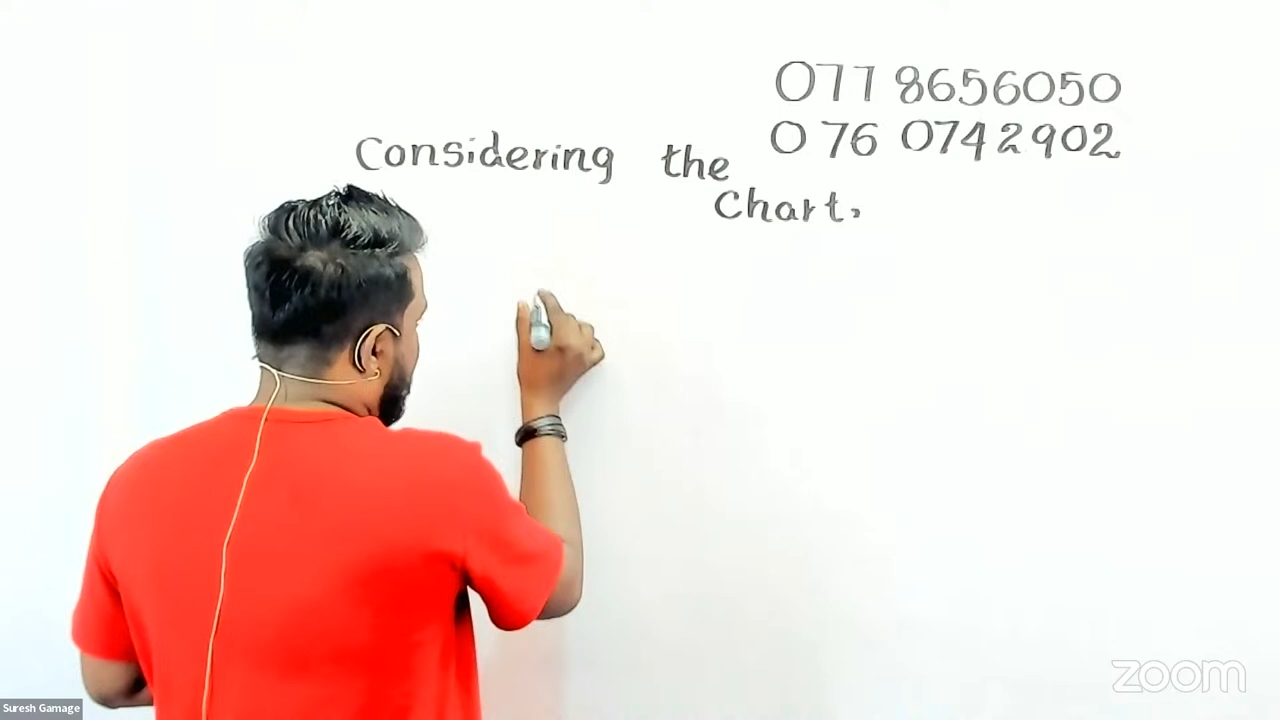 077 8656050
076 0742902
Considering the
Chart,
zoom
Suresh Gamage